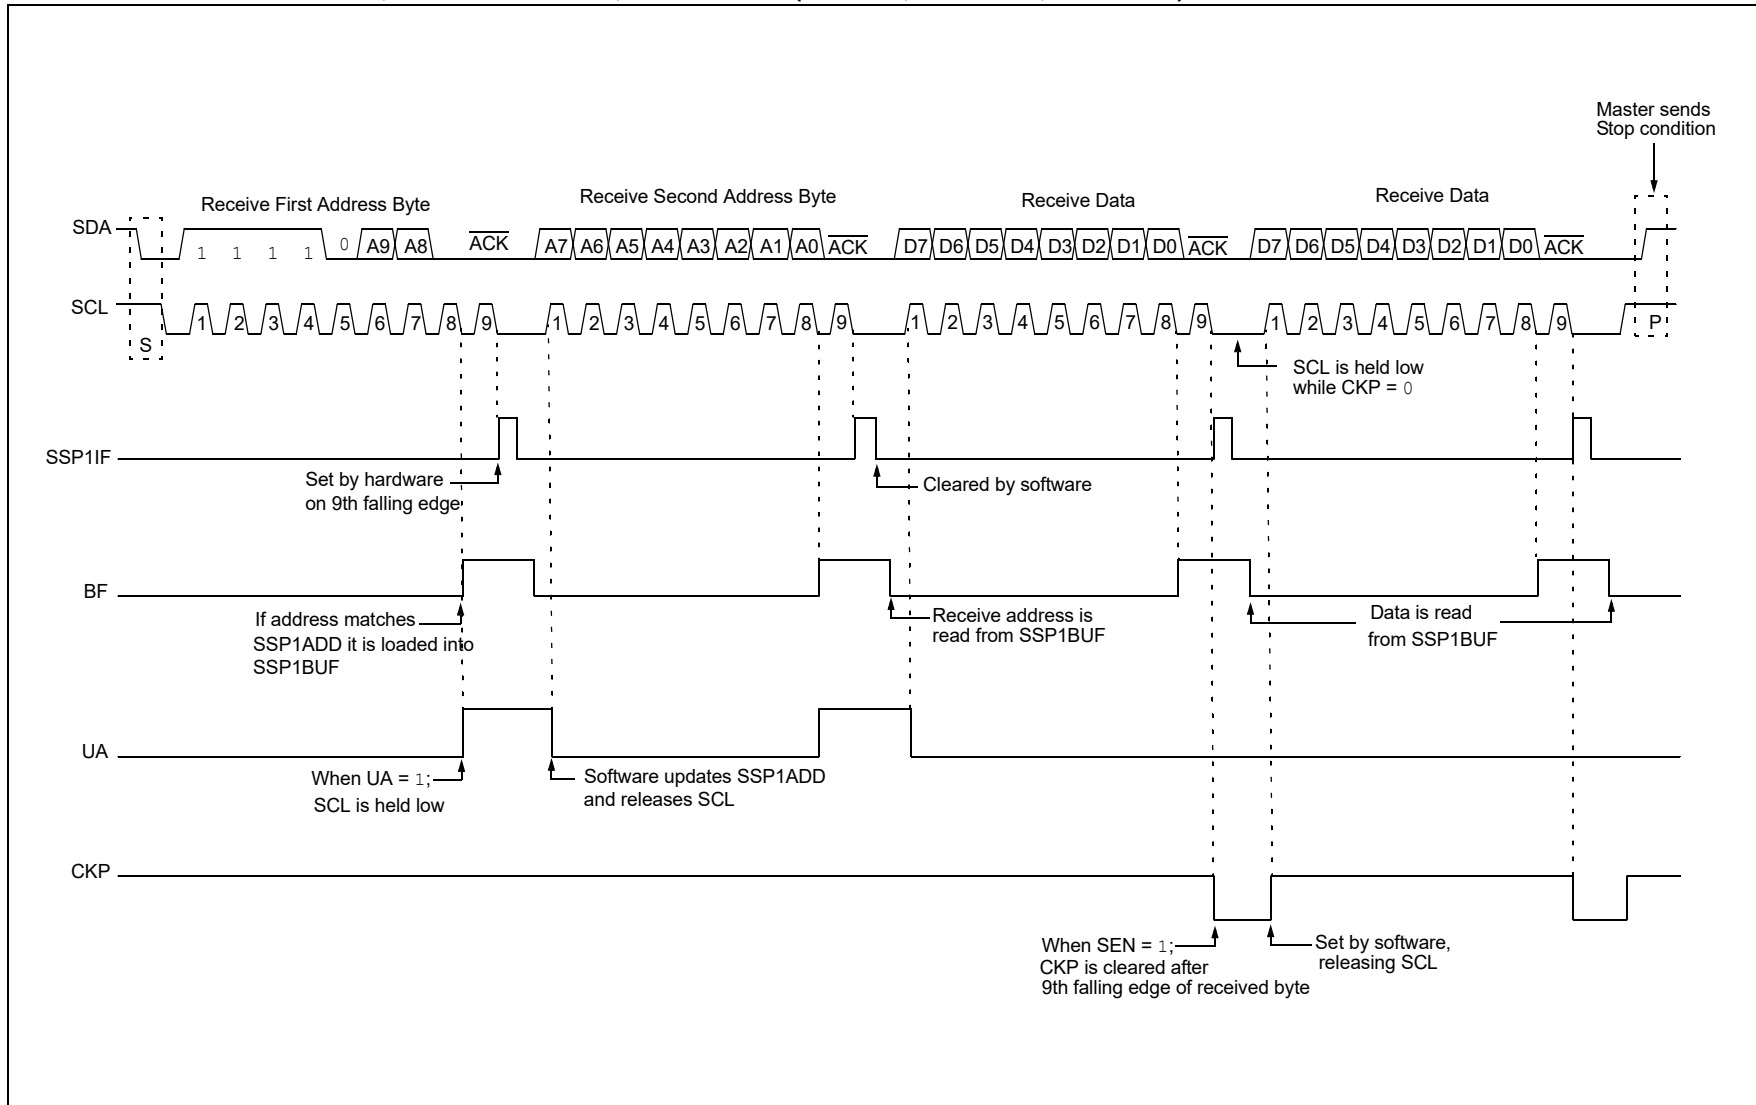 Master sends
Stop condition
Receive First Address Byte
Receive Second Address Byte
Receive Data
Receive Data
SDA
1 1 1 1 0 A9 A8 ACK A7 A6 A5 A4 A3 A2 A1 A0 ACK D7 D6 D5 D4 D3 D2 D1 D0 ACK D7 D6 D5 D4 D3 D2 D1 D0 ACK
SCL
S 1 2 3 4 5 6 7 8 9 1 2 3 4 5 6 7 8 9 1 2 3 4 5 6 7 8 9 1 2 3 4 5 6 7 8 9 P
SCL is held low
while CKP = 0
SSP1IF
Set by hardware
on 9th falling edge
Cleared by software
BF
If address matches
SSP1ADD it is loaded into
SSP1BUF
Receive address is
read from SSP1BUF
Data is read
from SSP1BUF
UA
When UA = 1;
SCL is held low
Software updates SSP1ADD
and releases SCL
CKP
When SEN = 1;
CKP is cleared after
9th falling edge of received byte
Set by software,
releasing SCL